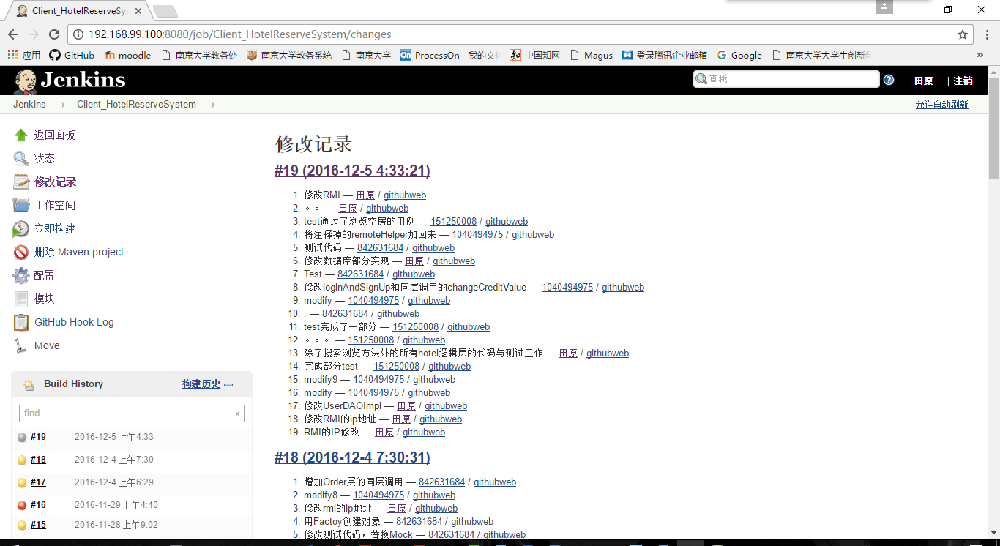 Client_HotelReserveSys
192.168.99.100:8080/job/Client_HotelReserveSystem/changes
应用 GitHub moodle 南京大学教务处 南京大学教务系统 南京大学 ProcessOn - 我的文 中国知网 Magus 登录腾讯企业邮箱 Google 南京大学大学生创新 »
Jenkins 查找 田原 | 注销
Jenkins Client_HotelReserveSystem 允许自动刷新
返回面板
状态
修改记录
工作空间
立即构建
删除 Maven project
配置
模块
GitHub Hook Log
Move
Build History 构建历史
find x
#19 2016-12-5 上午4:33
#18 2016-12-4 上午7:30
#17 2016-12-4 上午6:29
#16 2016-11-29 上午4:40
#15 2016-11-28 上午9:02
修改记录
#19 (2016-12-5 4:33:21)
1. 修改RMI — 田原 / githubweb
2. 。。 — 田原 / githubweb
3. test通过了浏览空房的用例 — 151250008 / githubweb
4. 将注释掉的remoteHelper加回来 — 1040494975 / githubweb
5. 测试代码 — 842631684 / githubweb
6. 修改数据库部分实现 — 田原 / githubweb
7. Test — 842631684 / githubweb
8. 修改loginAndSignUp和同层调用的changeCreditValue — 1040494975 / githubweb
9. modify — 1040494975 / githubweb
10. . — 842631684 / githubweb
11. test完成了一部分 — 151250008 / githubweb
12. 。。。 — 151250008 / githubweb
13. 除了搜索浏览方法外的所有hotel逻辑层的代码与测试工作 — 田原 / githubweb
14. 完成部分test — 151250008 / githubweb
15. modify9 — 1040494975 / githubweb
16. modify — 1040494975 / githubweb
17. 修改UserDAOImpl — 田原 / githubweb
18. 修改RMI的ip地址 — 田原 / githubweb
19. RMI的IP修改 — 田原 / githubweb
#18 (2016-12-4 7:30:31)
1. 增加Order层的同层调用 — 842631684 / githubweb
2. modify8 — 1040494975 / githubweb
3. 修改rmi的ip地址 — 田原 / githubweb
4. 用Factoy创建对象 — 842631684 / githubweb
5. 修改测试代码，替换Mock — 842631684 / githubweb